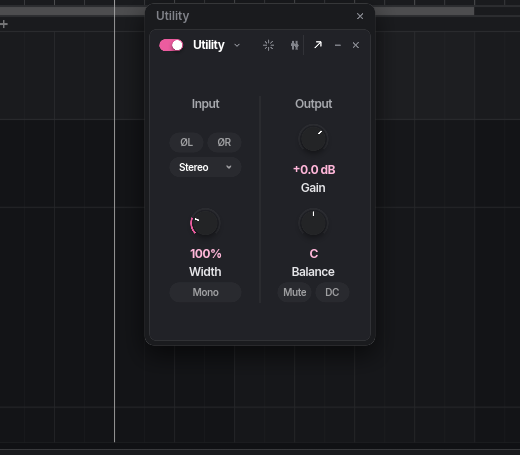 Utility
Utility
Input
Output
ØL
ØR
Stereo
+0.0 dB
Gain
100%
Width
Mono
C
Balance
Mute
DC